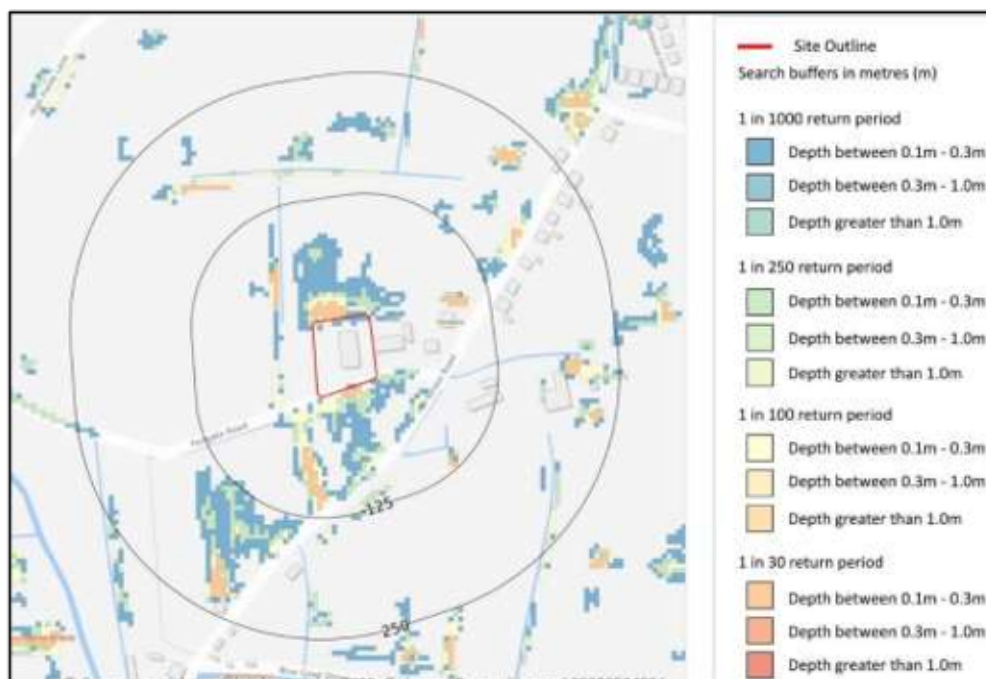 Site Outline
Search buffers in metres (m)
1 in 1000 return period
Depth between 0.1m - 0.3m
Depth between 0.3m - 1.0m
Depth greater than 1.0m
1 in 250 return period
Depth between 0.1m - 0.3m
Depth between 0.3m - 1.0m
Depth greater than 1.0m
1 in 100 return period
Depth between 0.1m - 0.3m
Depth between 0.3m - 1.0m
Depth greater than 1.0m
1 in 30 return period
Depth between 0.1m - 0.3m
Depth between 0.3m - 1.0m
Depth greater than 1.0m
Road
125
250